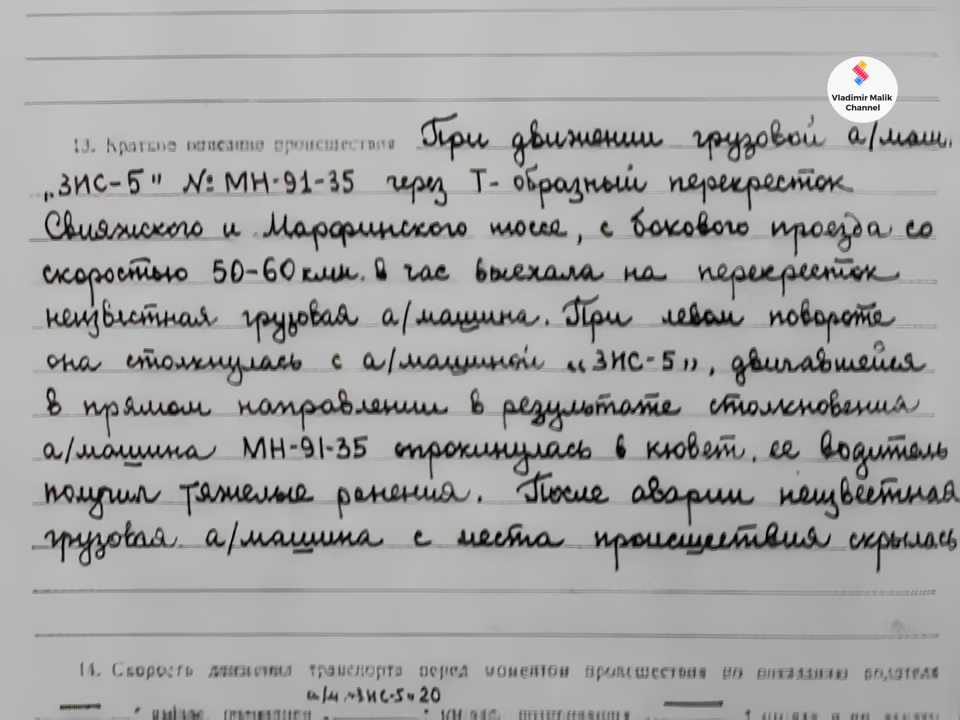 Vladimir Malik
Channel
13. Краткое описание происшествия При движении грузовой а/маш.
„ЗИС-5" № МН-91-35 через Т-образный перекресток
Свияжского и Марфинского шоссе, с бокового проезда со
скоростью 50-60 клм. в час выехала на перекресток
неизвестная грузовая а/машина. При левом повороте
она столкнулась с а/машиной «ЗИС-5», двигавшейся
в прямом направлении в результате столкновения
а/машина МН-91-35 опрокинулась в кювет, ее водитель
получил тяжелые ранения. После аварии неизвестная
грузовая а/машина с места происшествия скрылась
14. Скорость движения транспорта перед моментом происшествия по показанию водителя
а/м "ЗИС-5" 20